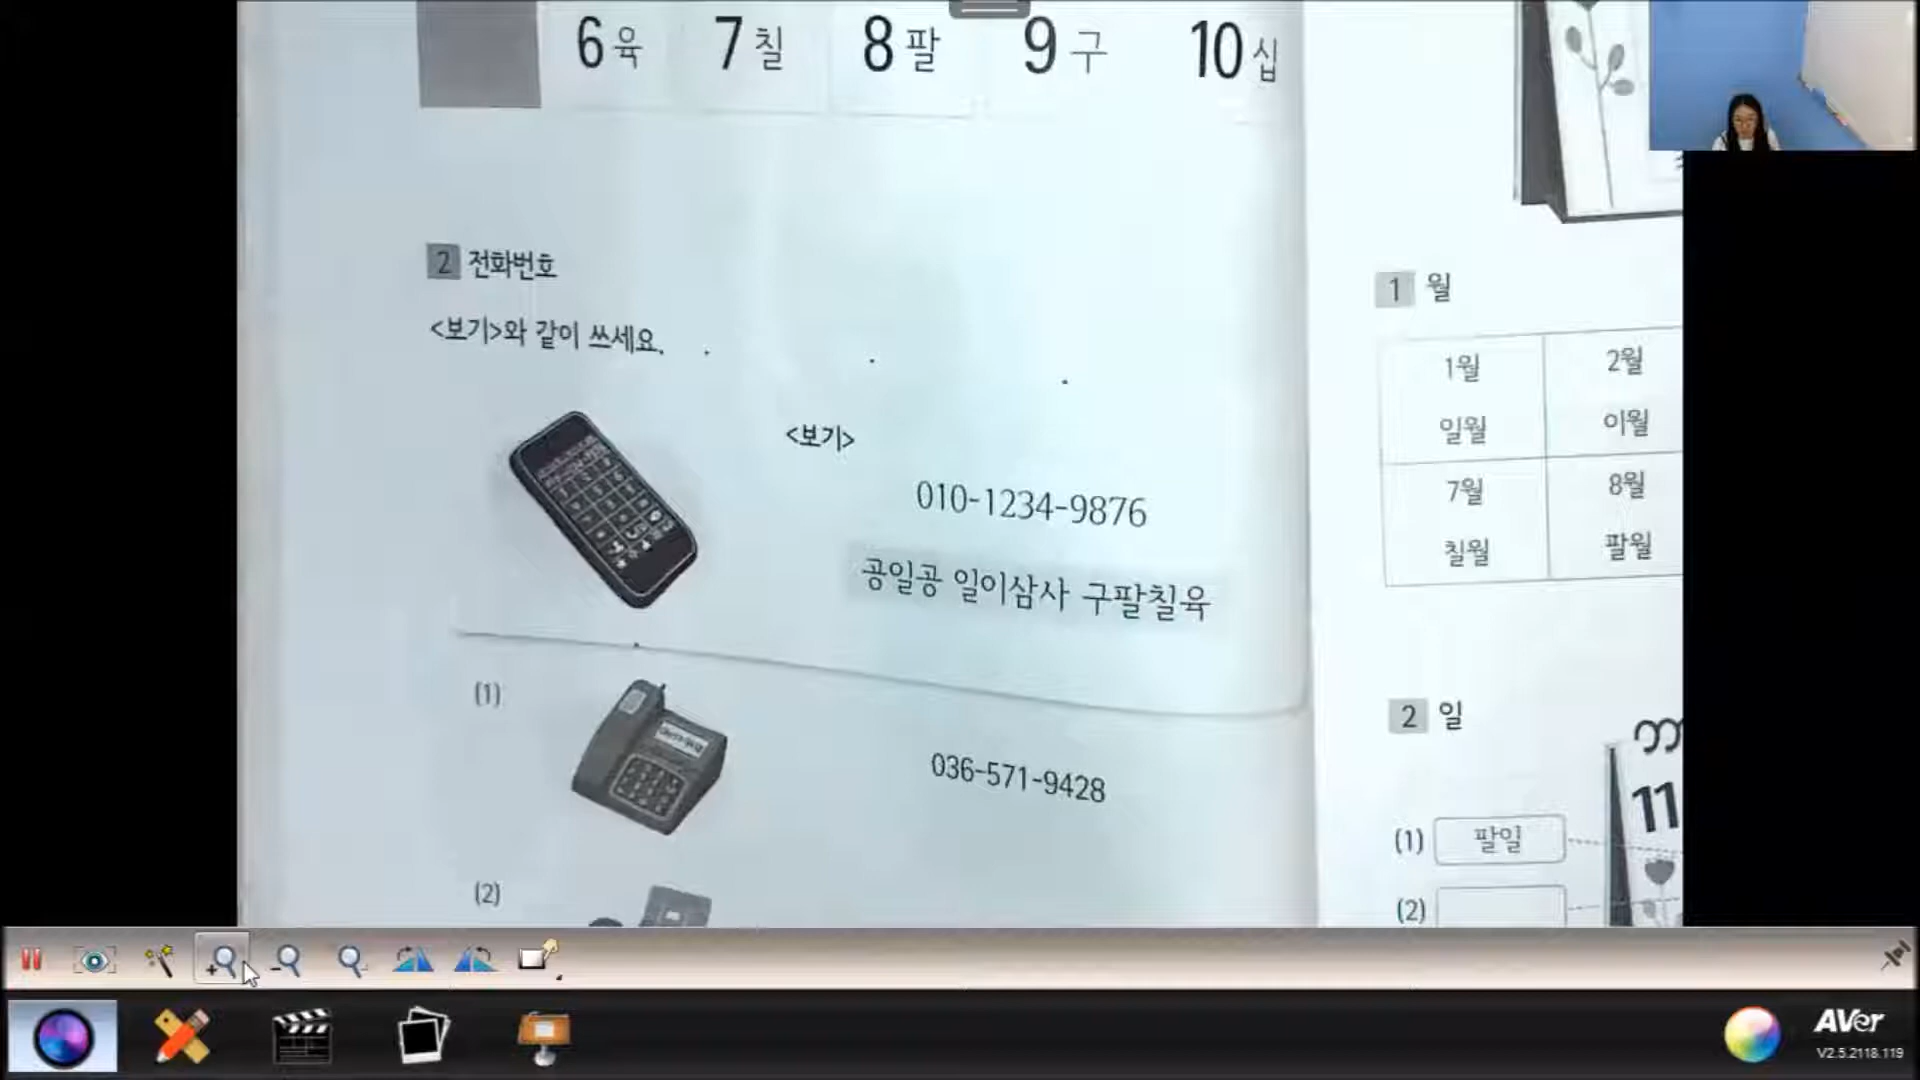 6 육 7 칠 8 팔 9 구 10 십
2 전화번호
<보기>와 같이 쓰세요.
<보기>
010-1234-9876
공일공 일이삼사 구팔칠육
(1)
036-571-9428
(2)
1 월
1월 2월
일월 이월
7월 8월
칠월 팔월
2 일
11
(1) 팔일
(2)
AVer
V2.5.2118.119